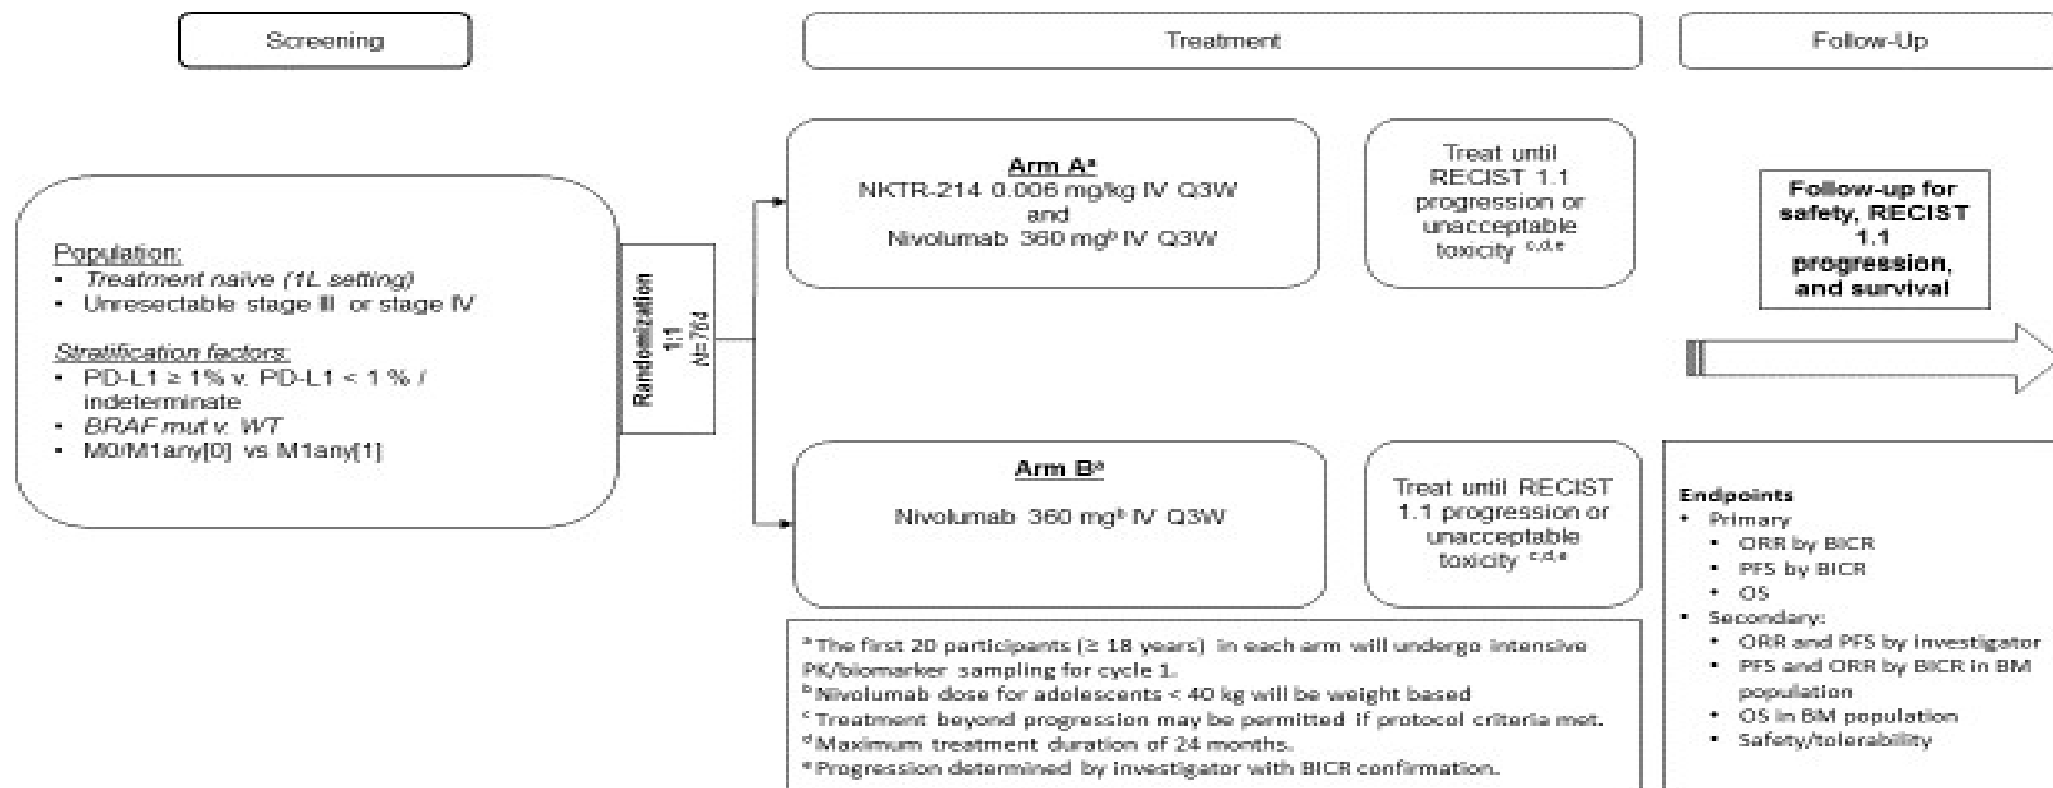 Screening
Treatment
Follow-Up
Population:
• Treatment naïve (1L setting)
• Unresectable stage III or stage IV
Stratification factors:
• PD-L1 ≥ 1% v. PD-L1 < 1 % /
indeterminate
• BRAF mut v. WT
• M0/M1any[0] vs M1any[1]
Randomization
1:1
N=764
Arm Aᵃ
NKTR-214 0.006 mg/kg IV Q3W
and
Nivolumab 360 mgᵇ IV Q3W
Treat until
RECIST 1.1
progression or
unacceptable
toxicity ᶜ,ᵈ,ᵉ
Arm Bᵃ
Nivolumab 360 mgᵇ IV Q3W
Treat until RECIST
1.1 progression or
unacceptable
toxicity ᶜ,ᵈ,ᵉ
ᵃ The first 20 participants (≥ 18 years) in each arm will undergo intensive
PK/biomarker sampling for cycle 1.
ᵇ Nivolumab dose for adolescents < 40 kg will be weight based
ᶜ Treatment beyond progression may be permitted if protocol criteria met.
ᵈ Maximum treatment duration of 24 months.
ᵉ Progression determined by investigator with BICR confirmation.
Follow-up for
safety, RECIST
1.1
progression,
and survival
Endpoints
• Primary
▪ ORR by BICR
▪ PFS by BICR
▪ OS
• Secondary:
▪ ORR and PFS by investigator
▪ PFS and ORR by BICR in BM
population
▪ OS in BM population
▪ Safety/tolerability